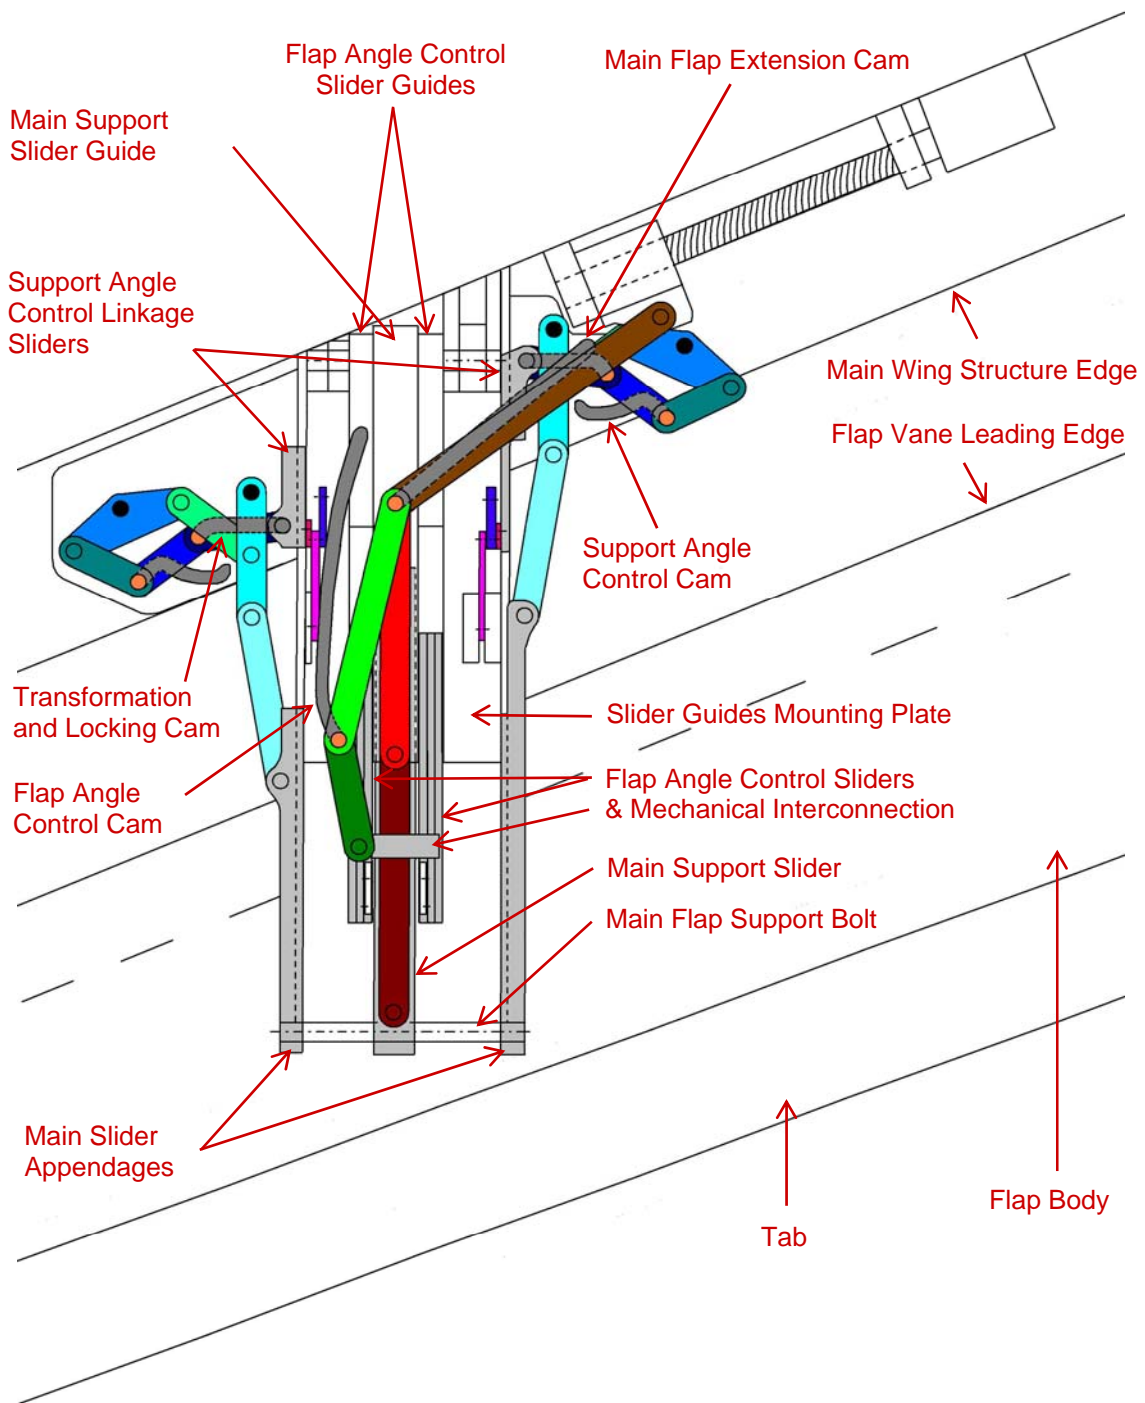 Flap Angle Control
Slider Guides
Main Flap Extension Cam
Main Support
Slider Guide
Support Angle
Control Linkage
Sliders
Main Wing Structure Edge
Flap Vane Leading Edge
Support Angle
Control Cam
Transformation
and Locking Cam
Slider Guides Mounting Plate
Flap Angle
Control Cam
Flap Angle Control Sliders
& Mechanical Interconnection
Main Support Slider
Main Flap Support Bolt
Main Slider
Appendages
Flap Body
Tab